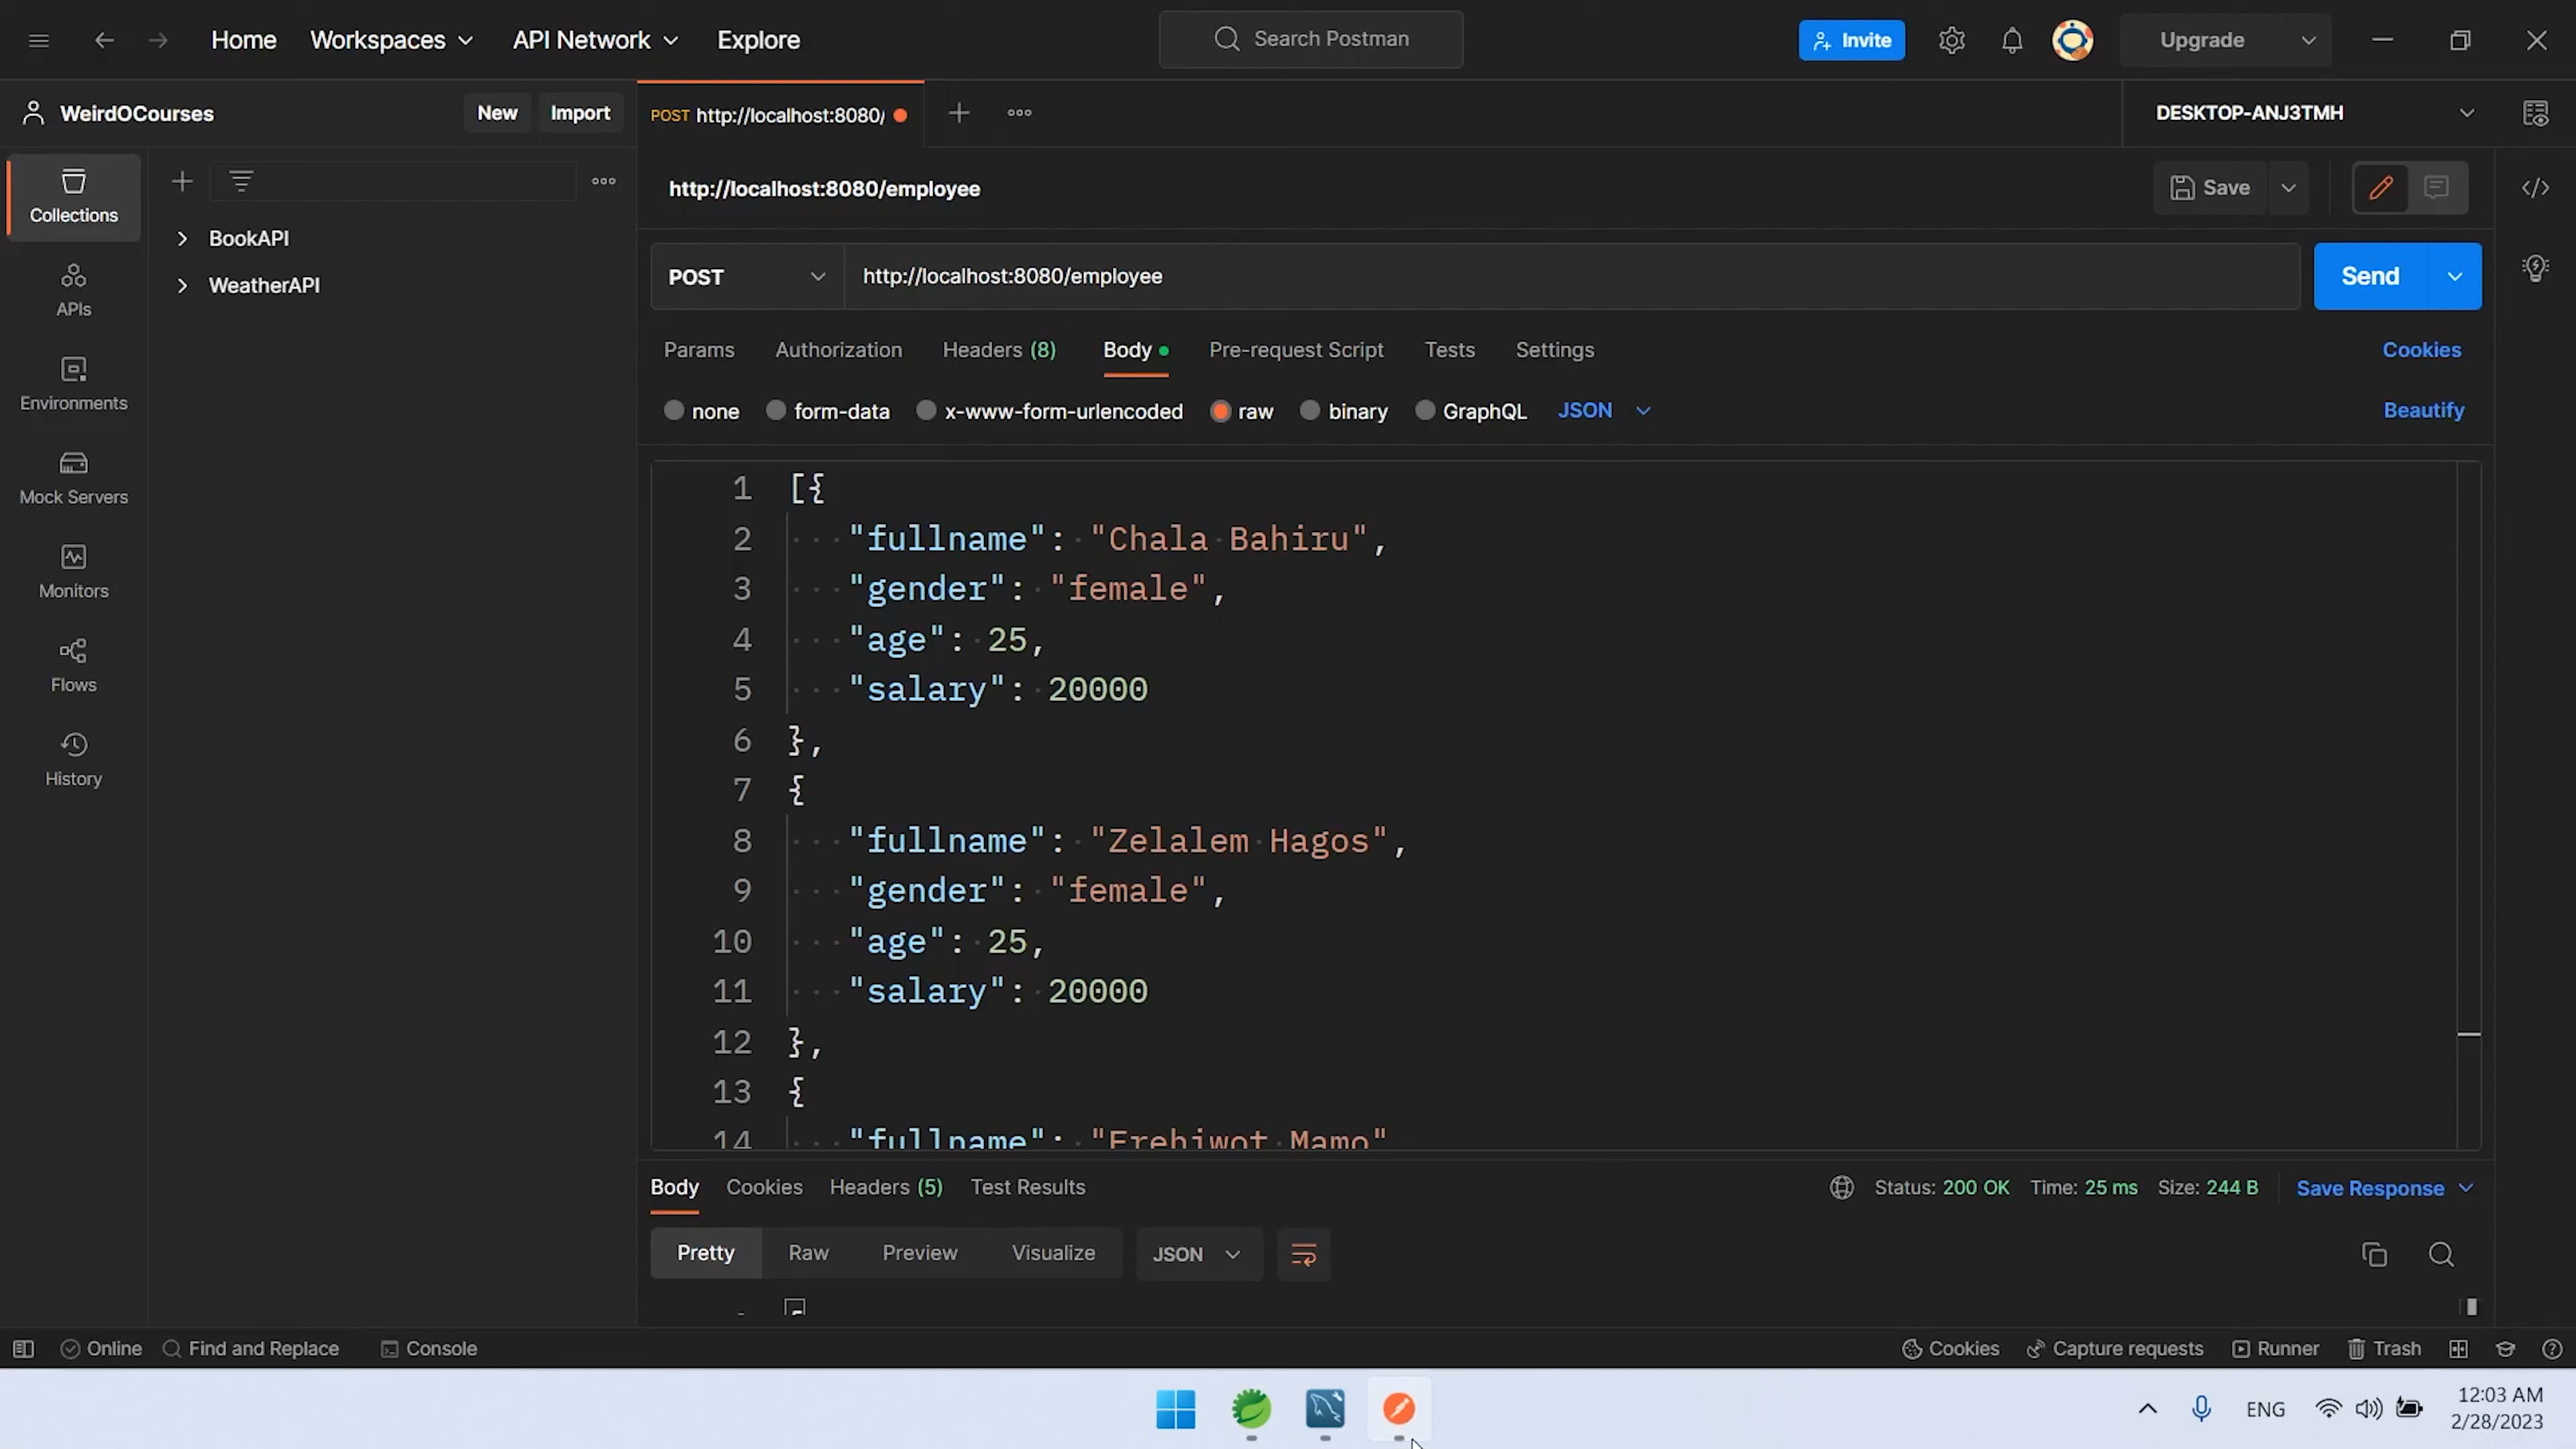 Home Workspaces API Network Explore Search Postman Invite Upgrade
WeirdOCourses New Import POST http://localhost:8080/ DESKTOP-ANJ3TMH
Collections
BookAPI
WeatherAPI
APIs
Environments
Mock Servers
Monitors
Flows
History
http://localhost:8080/employee Save
POST http://localhost:8080/employee Send
Params Authorization Headers (8) Body Pre-request Script Tests Settings Cookies
none form-data x-www-form-urlencoded raw binary GraphQL JSON Beautify
1 [{
2 "fullname": "Chala Bahiru",
3 "gender": "female",
4 "age": 25,
5 "salary": 20000
6 },
7 {
8 "fullname": "Zelalem Hagos",
9 "gender": "female",
10 "age": 25,
11 "salary": 20000
12 },
13 {
14 "fullname": "Frehiwot Mamo"
Body Cookies Headers (5) Test Results Status: 200 OK Time: 25 ms Size: 244 B Save Response
Pretty Raw Preview Visualize JSON
Online Find and Replace Console Cookies Capture requests Runner Trash
ENG 12:03 AM
2/28/2023